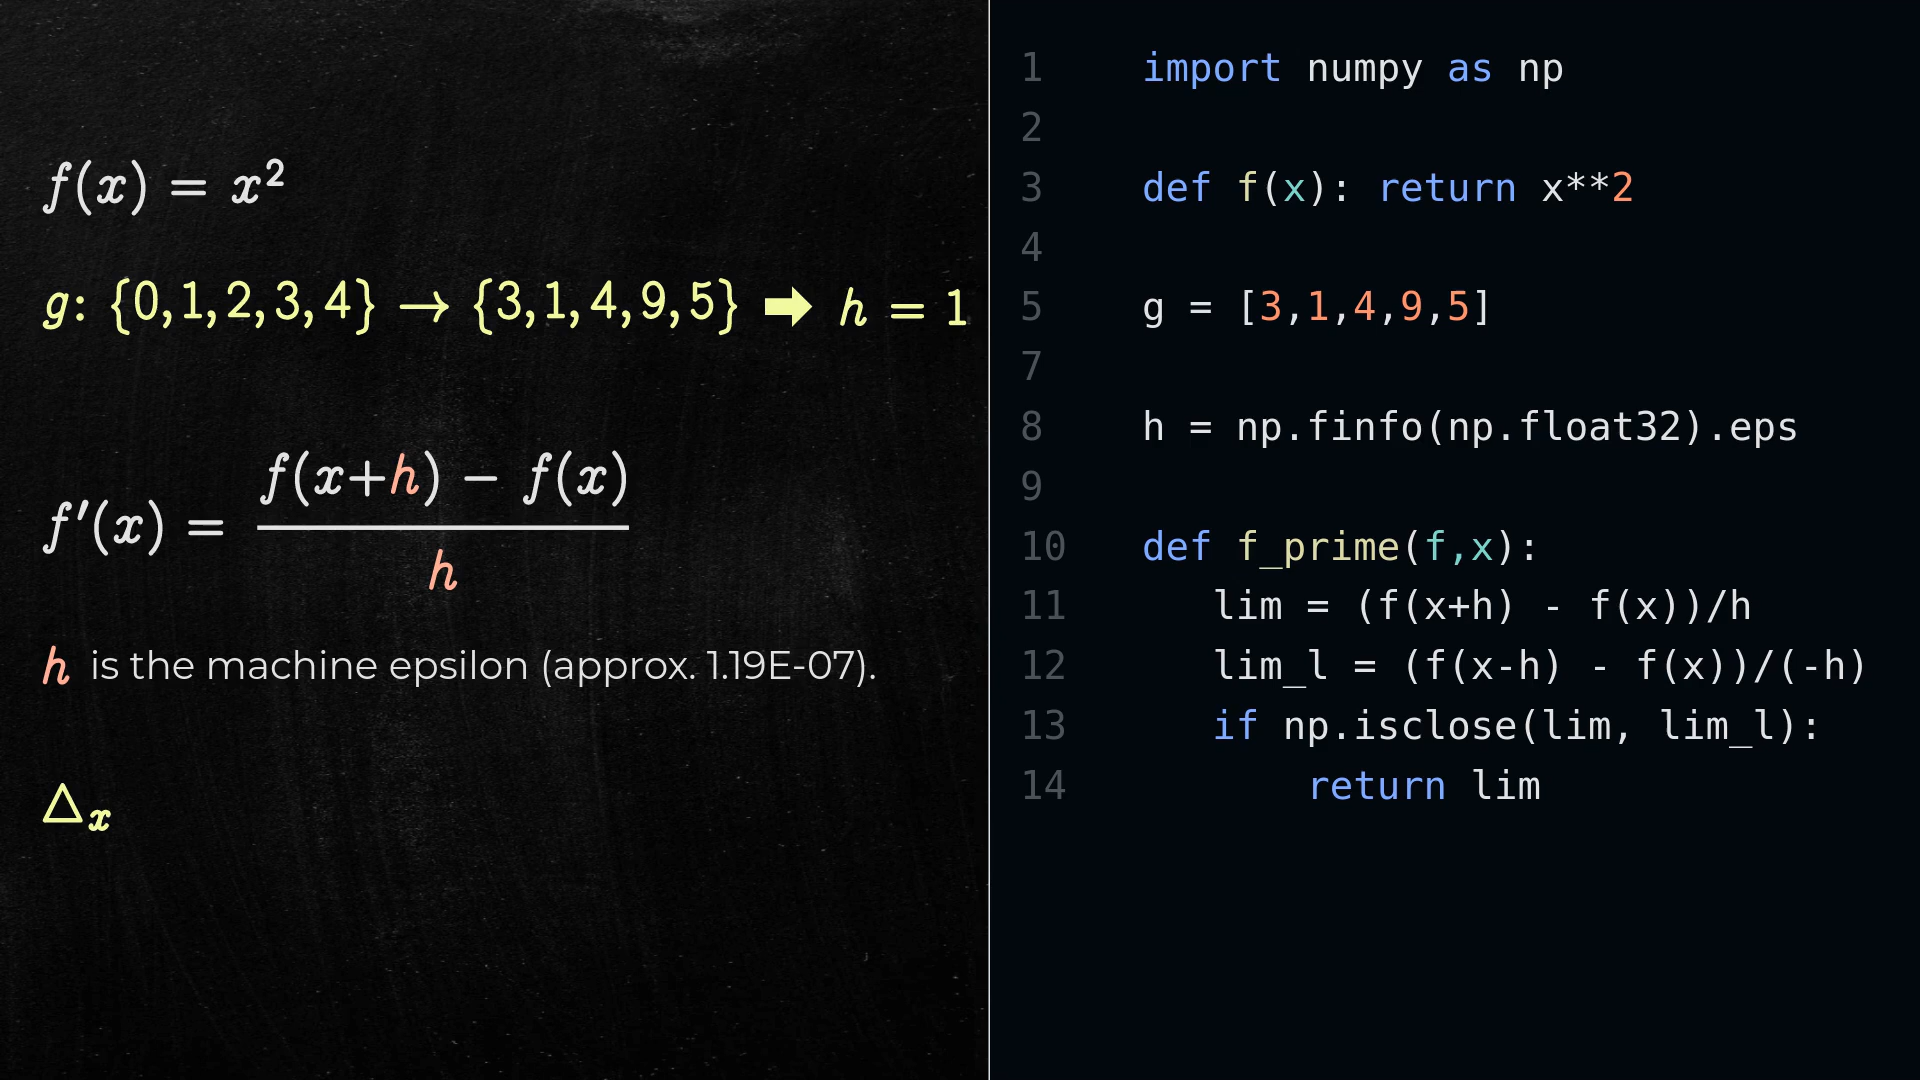 f(x) = x²
g: {0,1,2,3,4} → {3,1,4,9,5} ➡ h = 1
f′(x) = f(x+h) − f(x)
h
h is the machine epsilon (approx. 1.19E-07).
△x
1 import numpy as np
2
3 def f(x): return x**2
4
5 g = [3,1,4,9,5]
7
8 h = np.finfo(np.float32).eps
9
10 def f_prime(f,x):
11 lim = (f(x+h) - f(x))/h
12 lim_l = (f(x-h) - f(x))/(-h)
13 if np.isclose(lim, lim_l):
14 return lim